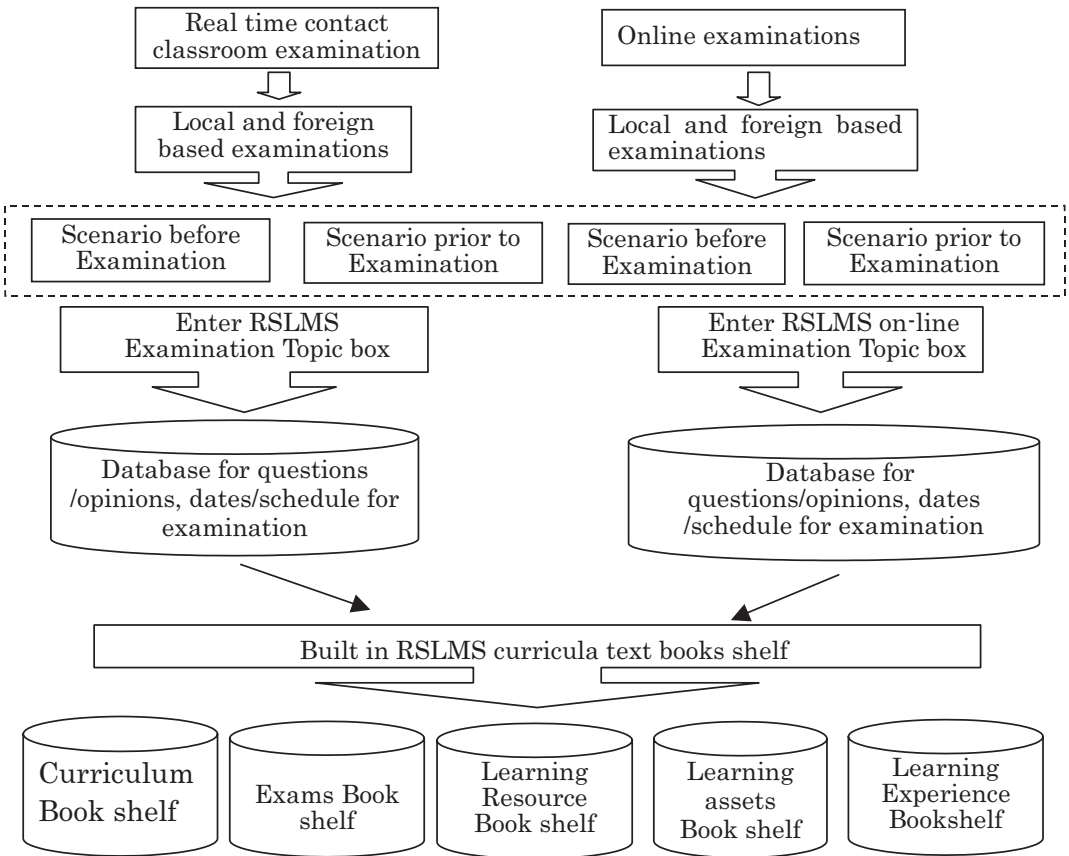 Real time contact
classroom examination
Online examinations
Local and foreign
based examinations
Local and foreign based
examinations
Scenario before
Examination
Scenario prior to
Examination
Scenario before
Examination
Scenario prior to
Examination
Enter RSLMS
Examination Topic box
Enter RSLMS on-line
Examination Topic box
Database for questions
/opinions, dates/schedule for
examination
Database for
questions/opinions, dates
/schedule for examination
Built in RSLMS curricula text books shelf
Curriculum
Book shelf
Exams Book
shelf
Learning
Resource
Book shelf
Learning
assets
Book shelf
Learning
Experience
Bookshelf